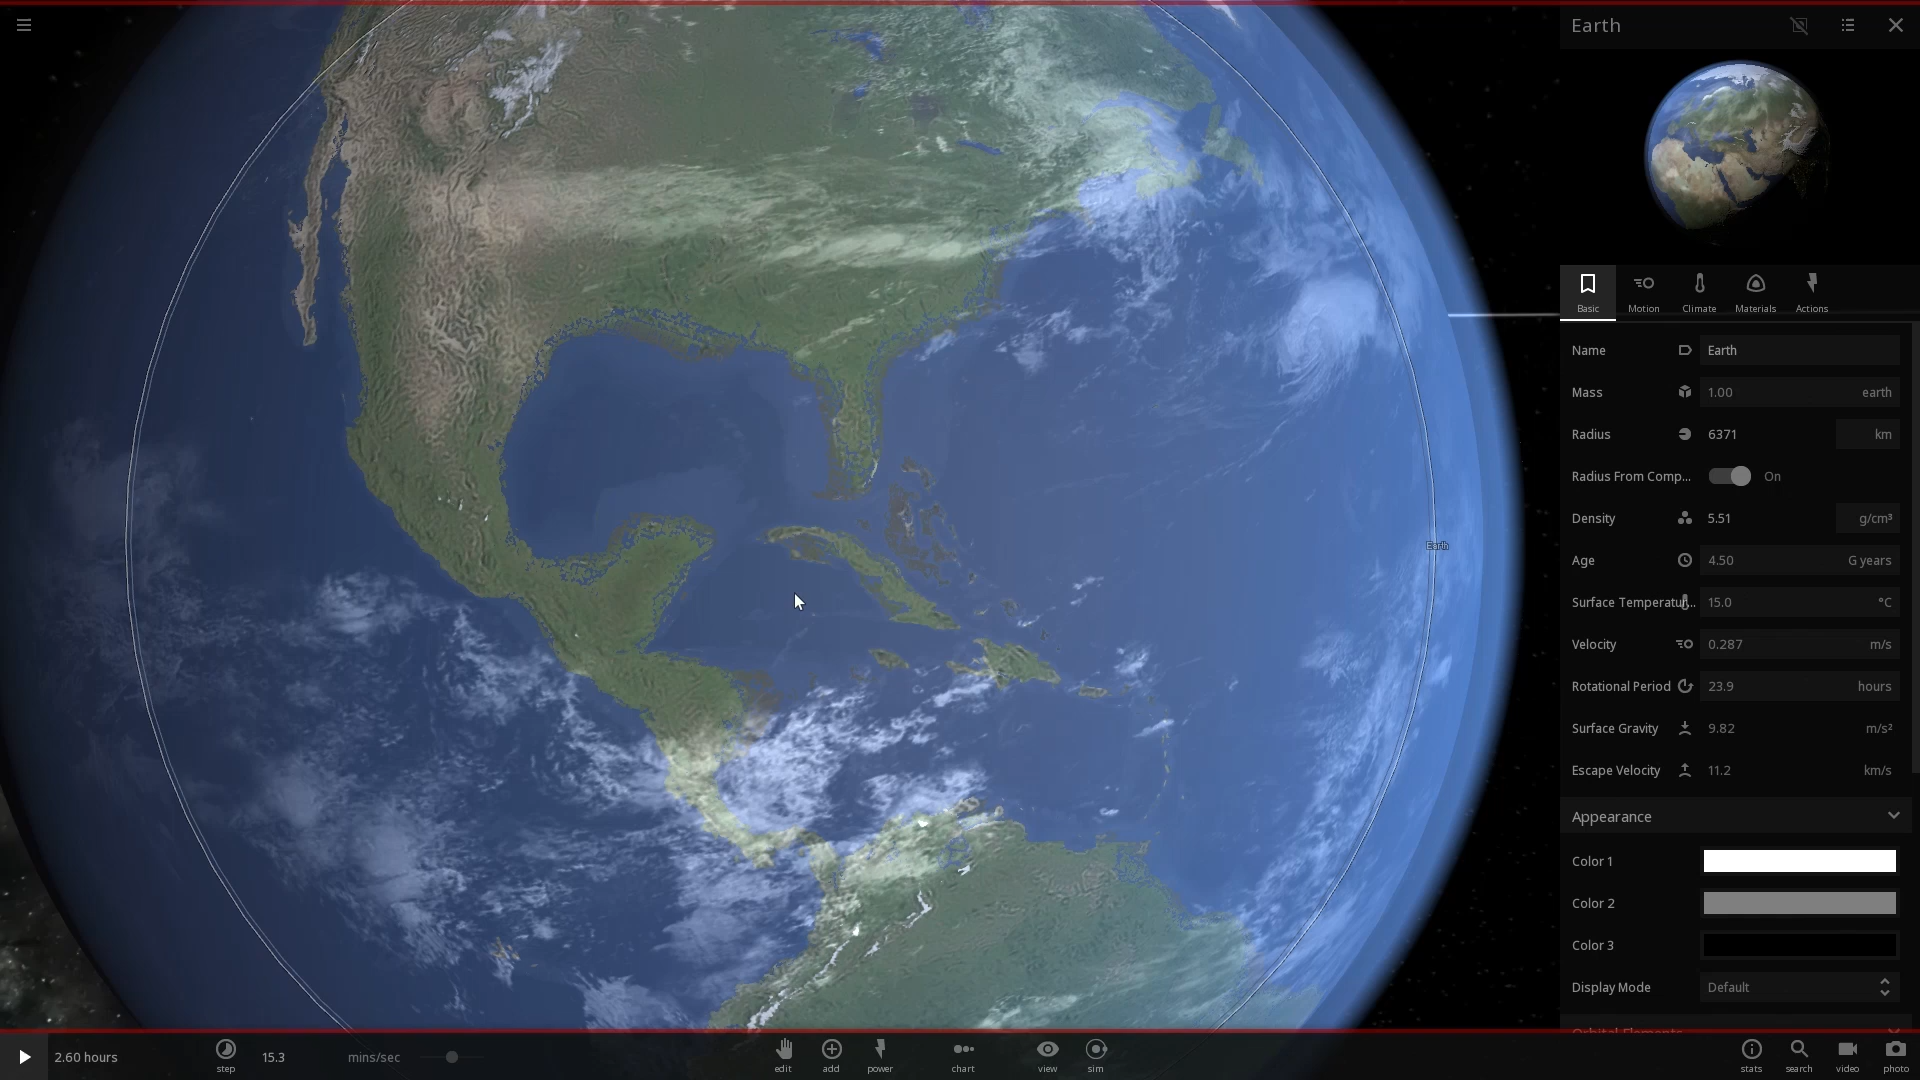 Earth
Basic
Motion
Climate
Materials
Actions
Name Earth
Mass 1.00 earth
Radius 6371 km
Radius From Comp... On
Density 5.51 g/cm³
Age 4.50 G years
Surface Temperatur... 15.0 °C
Velocity 0.287 m/s
Rotational Period 23.9 hours
Surface Gravity 9.82 m/s²
Escape Velocity 11.2 km/s
Appearance
Color 1
Color 2
Color 3
Display Mode Default
Orbital Elements
Earth
2.60 hours
step
15.3 mins/sec
edit
add
power
chart
view
sim
stats
search
video
photo